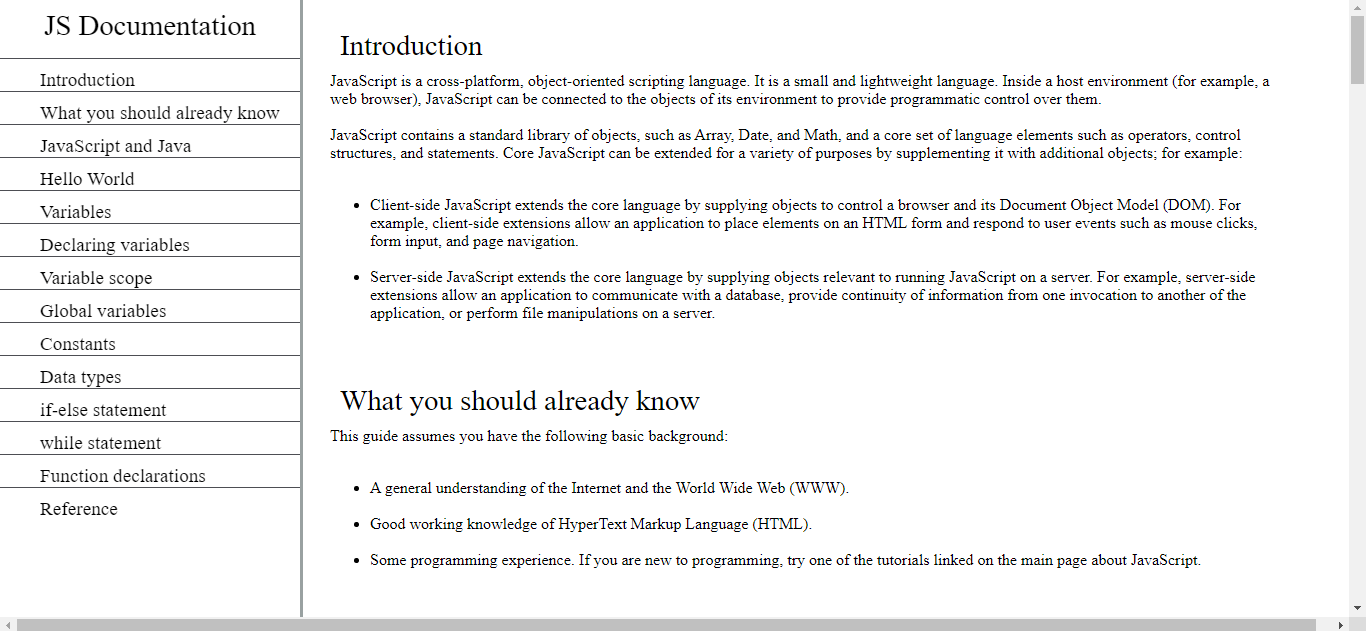 JS Documentation
Introduction
What you should already know
JavaScript and Java
Hello World
Variables
Declaring variables
Variable scope
Global variables
Constants
Data types
if-else statement
while statement
Function declarations
Reference
Introduction
JavaScript is a cross-platform, object-oriented scripting language. It is a small and lightweight language. Inside a host environment (for example, a
web browser), JavaScript can be connected to the objects of its environment to provide programmatic control over them.
JavaScript contains a standard library of objects, such as Array, Date, and Math, and a core set of language elements such as operators, control
structures, and statements. Core JavaScript can be extended for a variety of purposes by supplementing it with additional objects; for example:
• Client-side JavaScript extends the core language by supplying objects to control a browser and its Document Object Model (DOM). For
example, client-side extensions allow an application to place elements on an HTML form and respond to user events such as mouse clicks,
form input, and page navigation.
• Server-side JavaScript extends the core language by supplying objects relevant to running JavaScript on a server. For example, server-side
extensions allow an application to communicate with a database, provide continuity of information from one invocation to another of the
application, or perform file manipulations on a server.
What you should already know
This guide assumes you have the following basic background:
• A general understanding of the Internet and the World Wide Web (WWW).
• Good working knowledge of HyperText Markup Language (HTML).
• Some programming experience. If you are new to programming, try one of the tutorials linked on the main page about JavaScript.